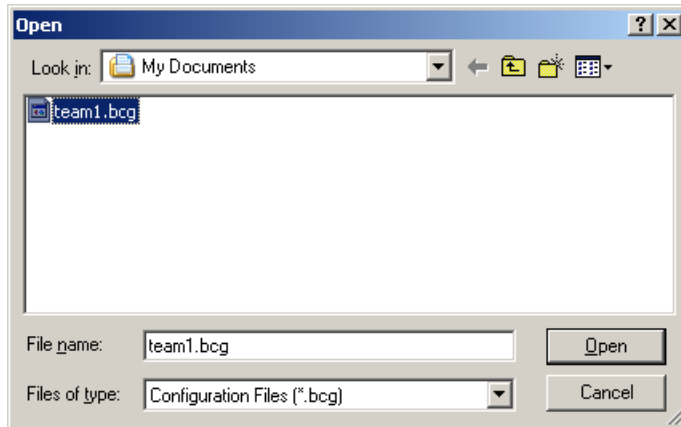 Open
Look in: My Documents
team1.bcg
File name: team1.bcg Open
Files of type: Configuration Files (*.bcg) Cancel